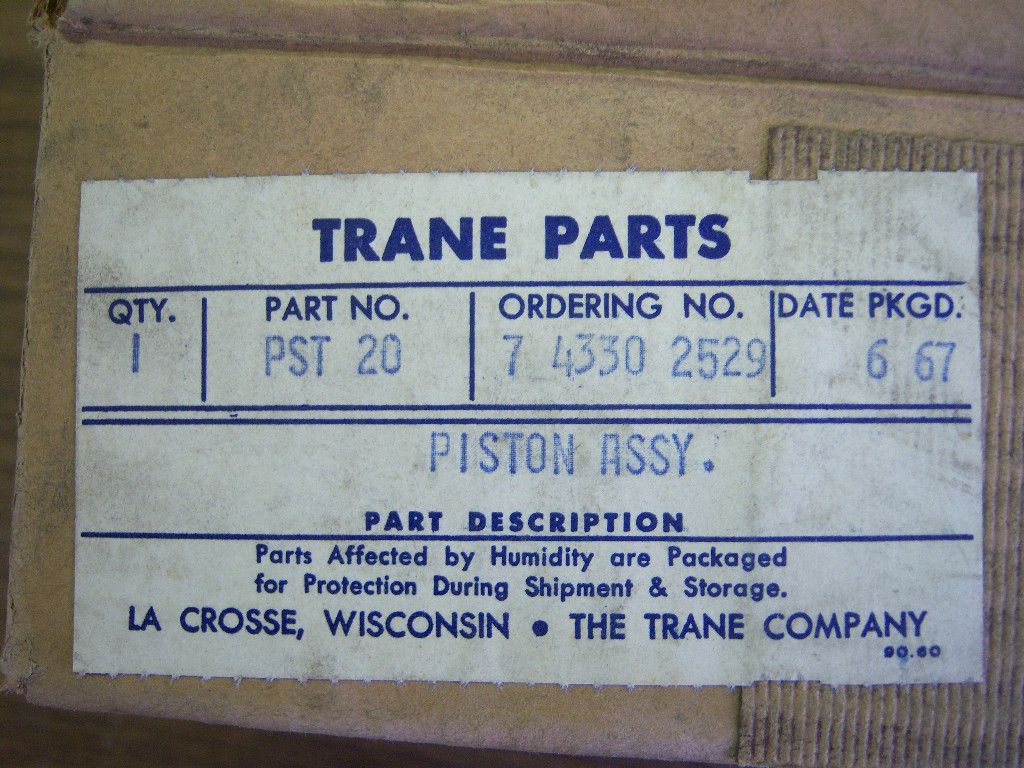 TRANE PARTS
QTY. PART NO. ORDERING NO. DATE PKGD.
1 PST 20 7 4330 2529 6 67
PISTON ASSY.
PART DESCRIPTION
Parts Affected by Humidity are Packaged
for Protection During Shipment & Storage.
LA CROSSE, WISCONSIN • THE TRANE COMPANY
90.60